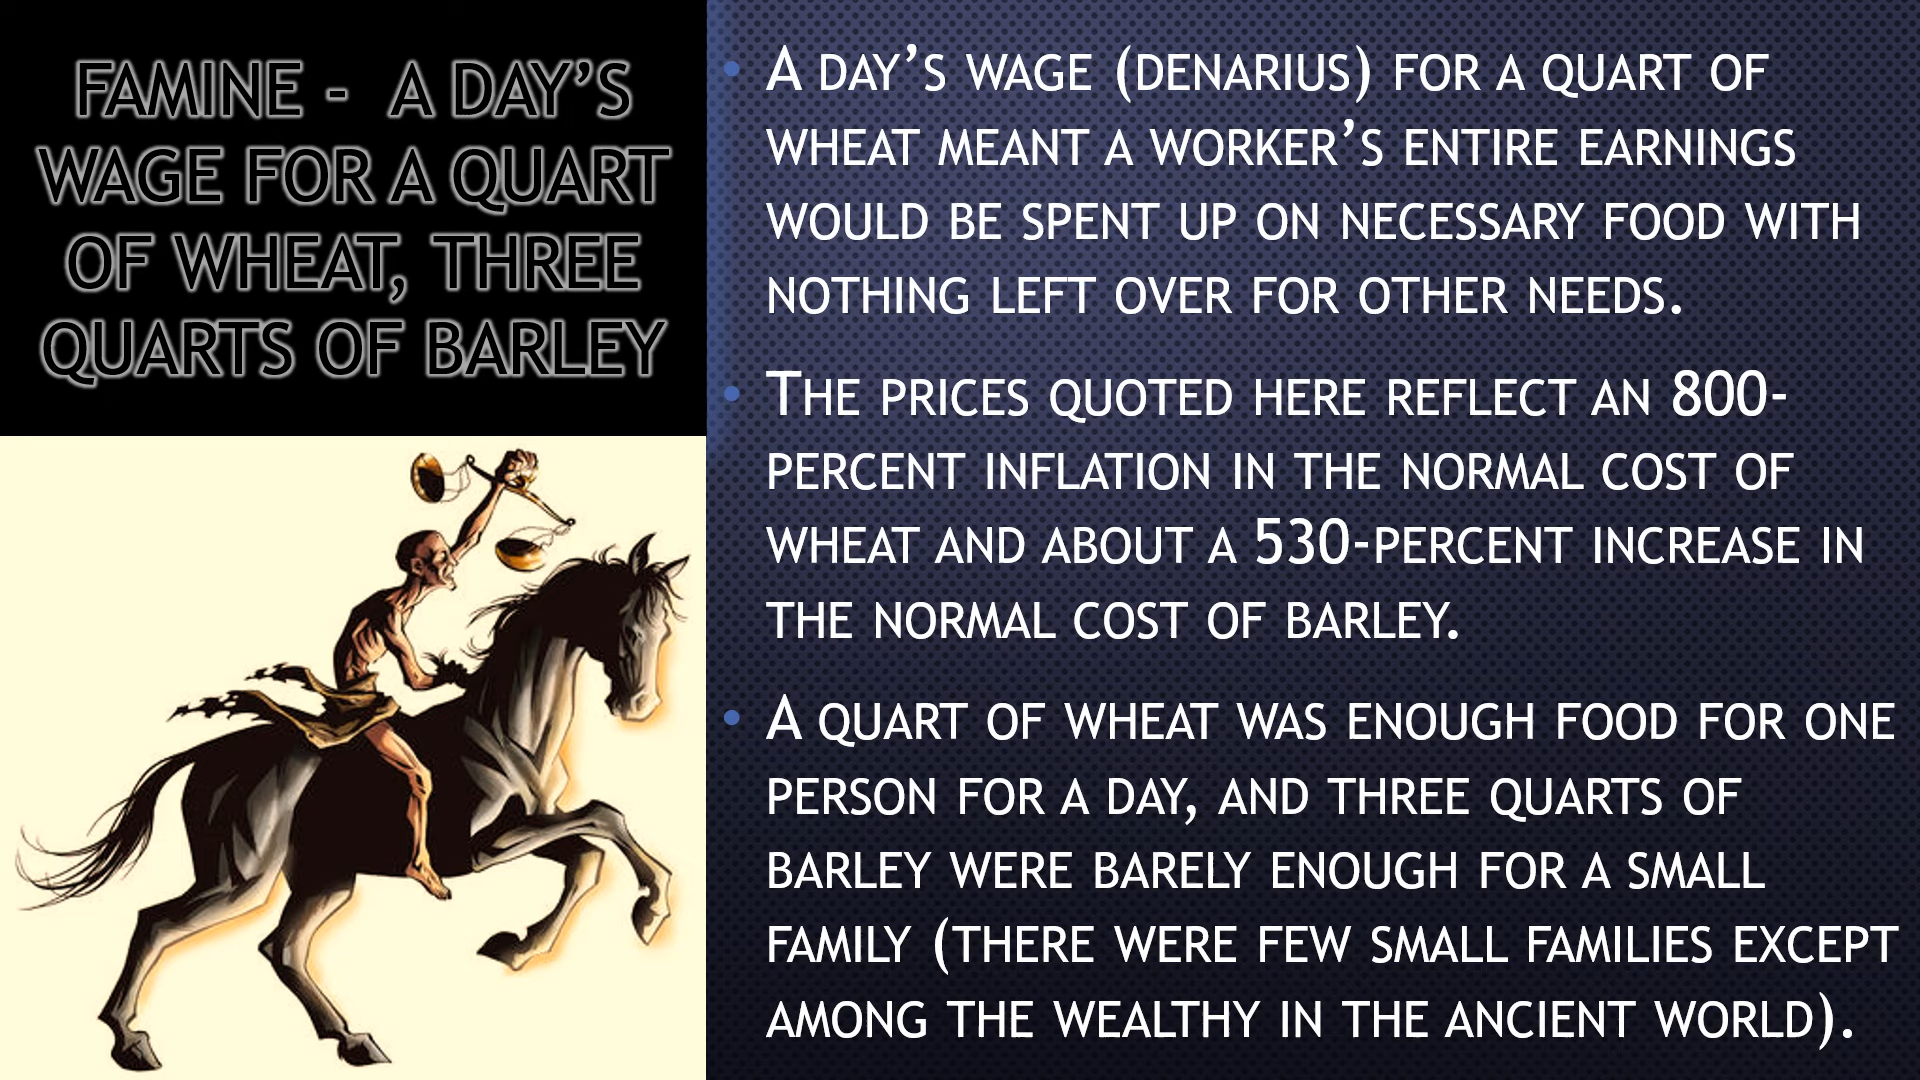 FAMINE - A DAY’S
WAGE FOR A QUART
OF WHEAT, THREE
QUARTS OF BARLEY
• A DAY’S WAGE (DENARIUS) FOR A QUART OF
WHEAT MEANT A WORKER’S ENTIRE EARNINGS
WOULD BE SPENT UP ON NECESSARY FOOD WITH
NOTHING LEFT OVER FOR OTHER NEEDS.
• THE PRICES QUOTED HERE REFLECT AN 800-
PERCENT INFLATION IN THE NORMAL COST OF
WHEAT AND ABOUT A 530-PERCENT INCREASE IN
THE NORMAL COST OF BARLEY.
• A QUART OF WHEAT WAS ENOUGH FOOD FOR ONE
PERSON FOR A DAY, AND THREE QUARTS OF
BARLEY WERE BARELY ENOUGH FOR A SMALL
FAMILY (THERE WERE FEW SMALL FAMILIES EXCEPT
AMONG THE WEALTHY IN THE ANCIENT WORLD).